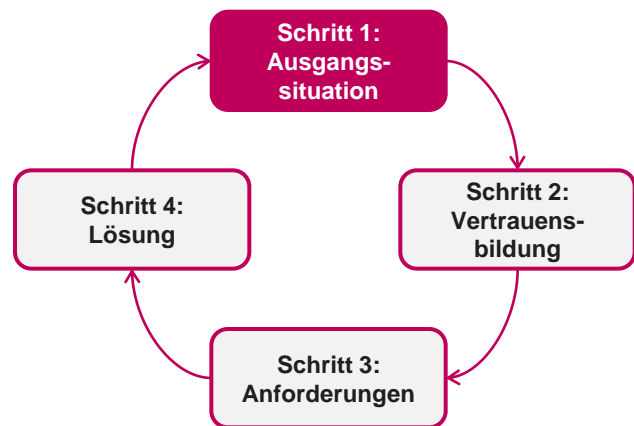 Schritt 1:
Ausgangs-
situation
Schritt 2:
Vertrauens-
bildung
Schritt 3:
Anforderungen
Schritt 4:
Lösung